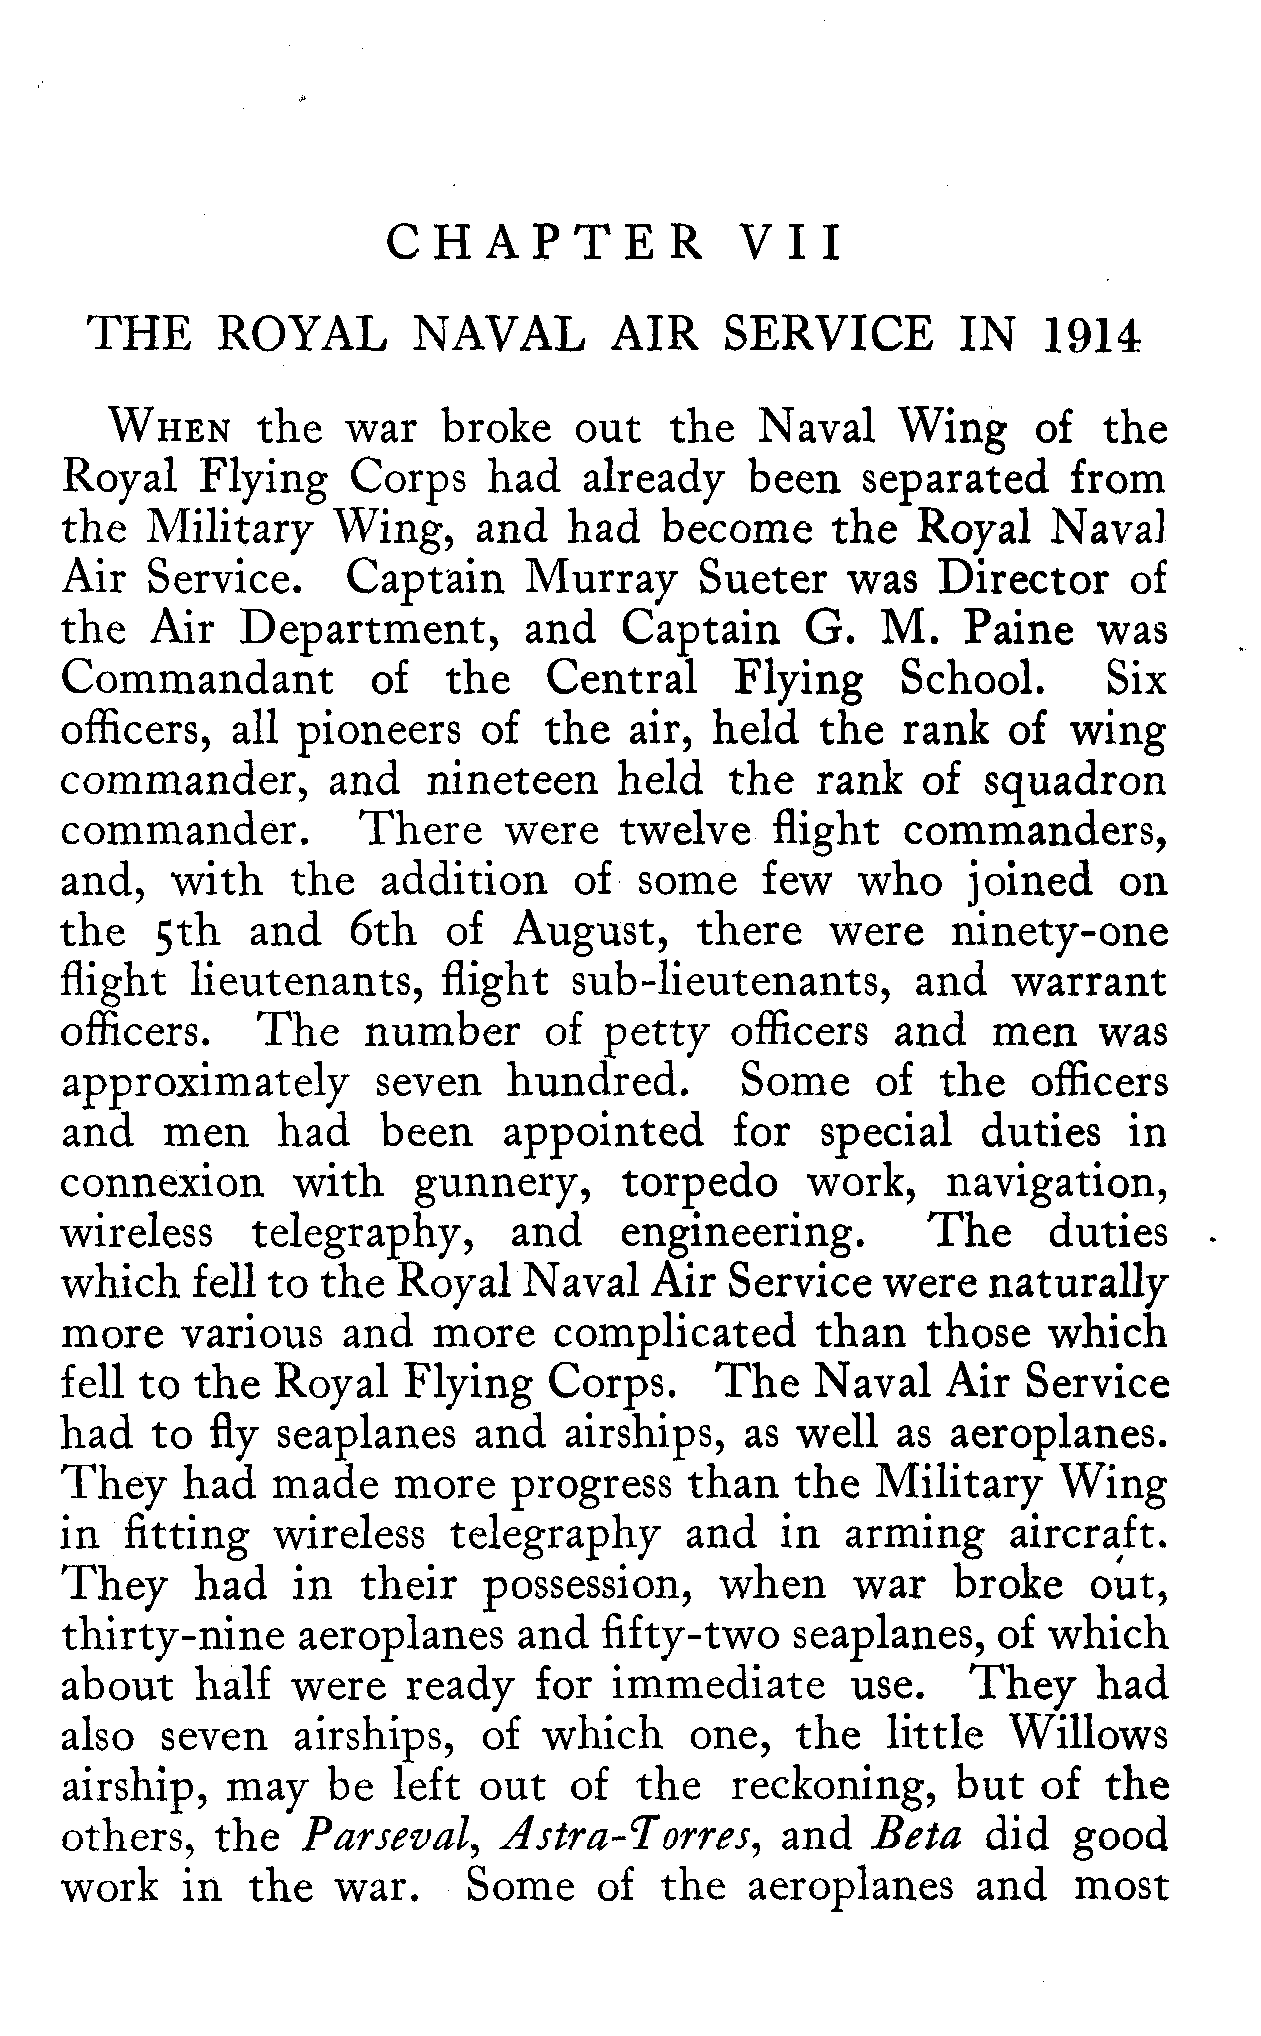 CHAPTER VII
THE ROYAL NAVAL AIR SERVICE IN 1914
WHEN the war broke out the Naval Wing of the
Royal Flying Corps had already been separated from
the Military Wing, and had become the Royal Naval
Air Service. Captain Murray Sueter was Director of
the Air Department, and Captain G. M. Paine was
Commandant of the Central Flying School. Six
officers, all pioneers of the air, held the rank of wing
commander, and nineteen held the rank of squadron
commander. There were twelve flight commanders,
and, with the addition of some few who joined on
the 5th and 6th of August, there were ninety-one
flight lieutenants, flight sub-lieutenants, and warrant
officers. The number of petty officers and men was
approximately seven hundred. Some of the officers
and men had been appointed for special duties in
connexion with gunnery, torpedo work, navigation,
wireless telegraphy, and engineering. The duties
which fell to the Royal Naval Air Service were naturally
more various and more complicated than those which
fell to the Royal Flying Corps. The Naval Air Service
had to fly seaplanes and airships, as well as aeroplanes.
They had made more progress than the Military Wing
in fitting wireless telegraphy and in arming aircraft.
They had in their possession, when war broke out,
thirty-nine aeroplanes and fifty-two seaplanes, of which
about half were ready for immediate use. They had
also seven airships, of which one, the little Willows
airship, may be left out of the reckoning, but of the
others, the Parseval, Astra-Torres, and Beta did good
work in the war. Some of the aeroplanes and most